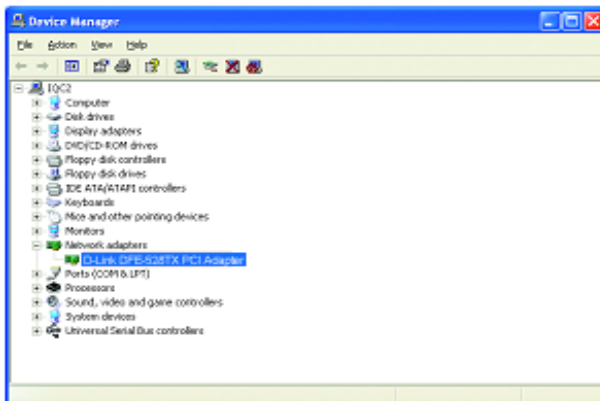 Device Manager
File Action View Help
IQC2
Computer
Disk drives
Display adapters
DVD/CD-ROM drives
Floppy disk controllers
Floppy disk drives
IDE ATA/ATAPI controllers
Keyboards
Mice and other pointing devices
Monitors
Network adapters
D-Link DFE-528TX PCI Adapter
Ports (COM & LPT)
Processors
Sound, video and game controllers
System devices
Universal Serial Bus controllers